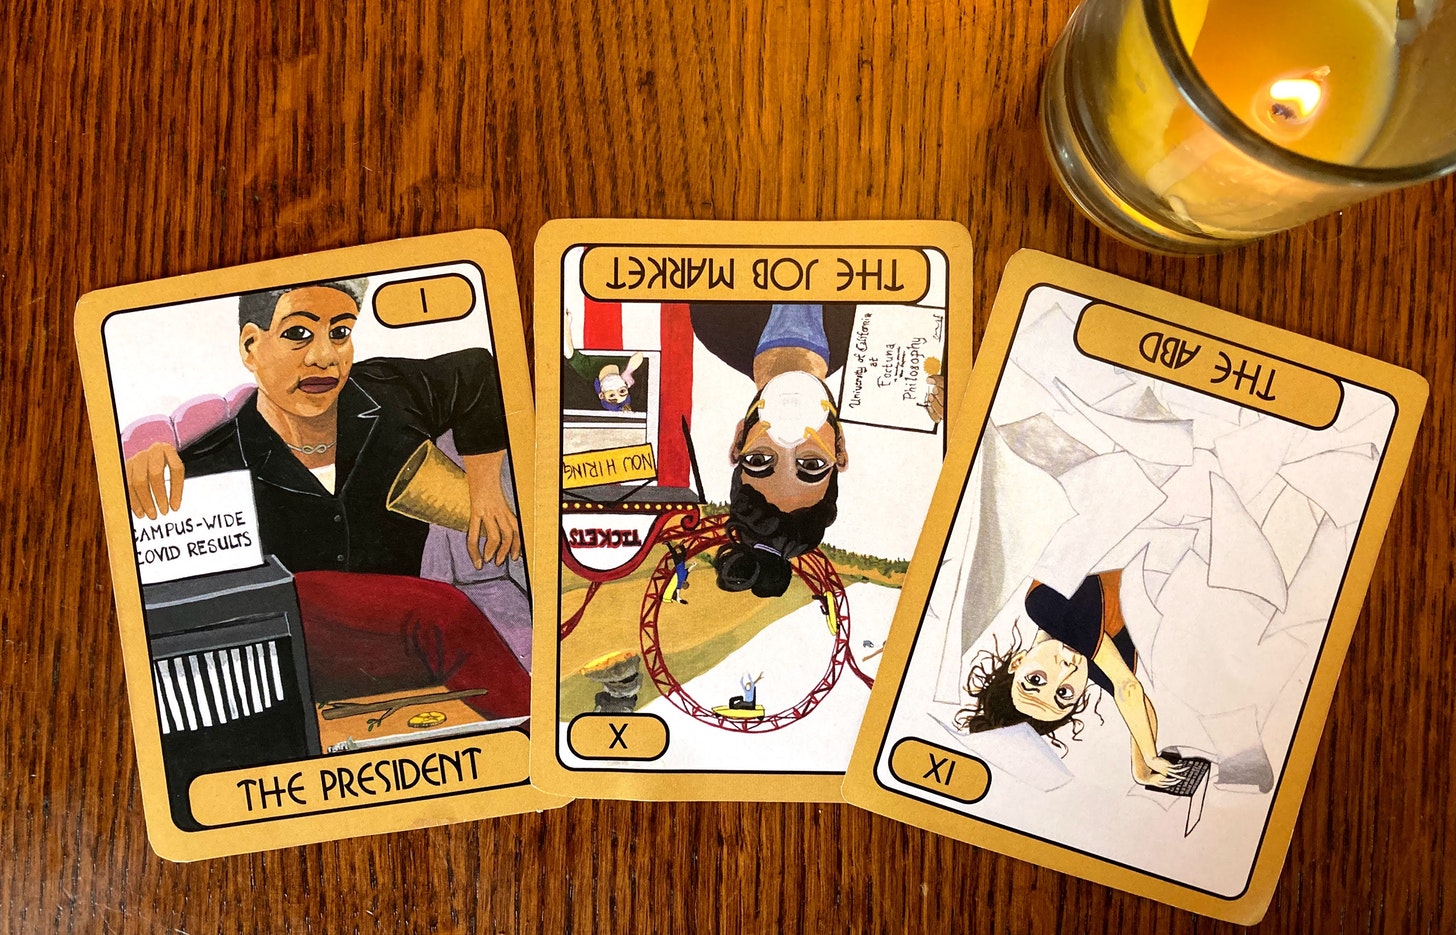 I
CAMPUS-WIDE
COVID RESULTS
THE PRESIDENT
THE JOB MARKET
University of California
at
Fortuna
Philosophy
NOW HIRING
TICKETS
X
THE ABD
IX